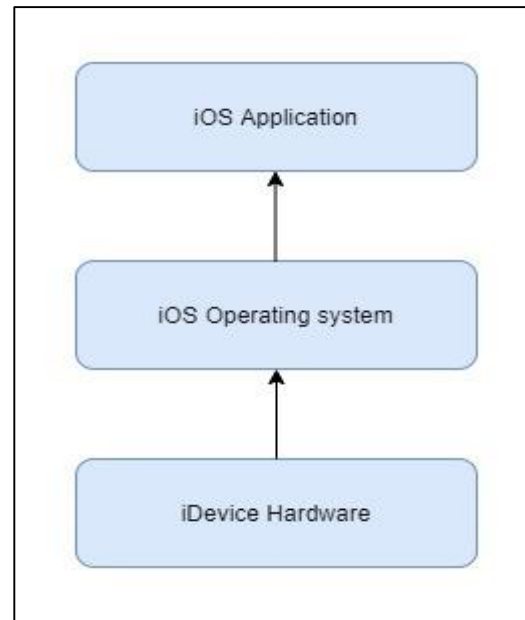 iOS Application
iOS Operating system
iDevice Hardware